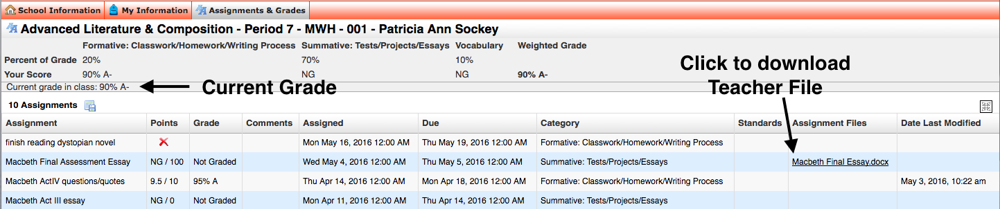 School Information My Information Assignments & Grades
Advanced Literature & Composition - Period 7 - MWH - 001 - Patricia Ann Sockey
Formative: Classwork/Homework/Writing Process Summative: Tests/Projects/Essays Vocabulary Weighted Grade
Percent of Grade 20% 70% 10%
Your Score 90% A- NG NG 90% A-
Current grade in class: 90% A-
Current Grade
Click to download
Teacher File
10 Assignments
Assignment Points Grade Comments Assigned Due Category Standards Assignment Files Date Last Modified
finish reading dystopian novel Mon May 16, 2016 12:00 AM Thu May 19, 2016 12:00 AM Formative: Classwork/Homework/Writing Process
Macbeth Final Assessment Essay NG / 100 Not Graded Wed May 4, 2016 12:00 AM Thu May 5, 2016 12:00 AM Summative: Tests/Projects/Essays Macbeth Final Essay.docx
Macbeth ActIV questions/quotes 9.5 / 10 95% A Thu Apr 14, 2016 12:00 AM Mon Apr 18, 2016 12:00 AM Formative: Classwork/Homework/Writing Process May 3, 2016, 10:22 am
Macbeth Act III essay NG / 0 Not Graded Mon Apr 11, 2016 12:00 AM Thu Apr 14, 2016 12:00 AM Summative: Tests/Projects/Essays